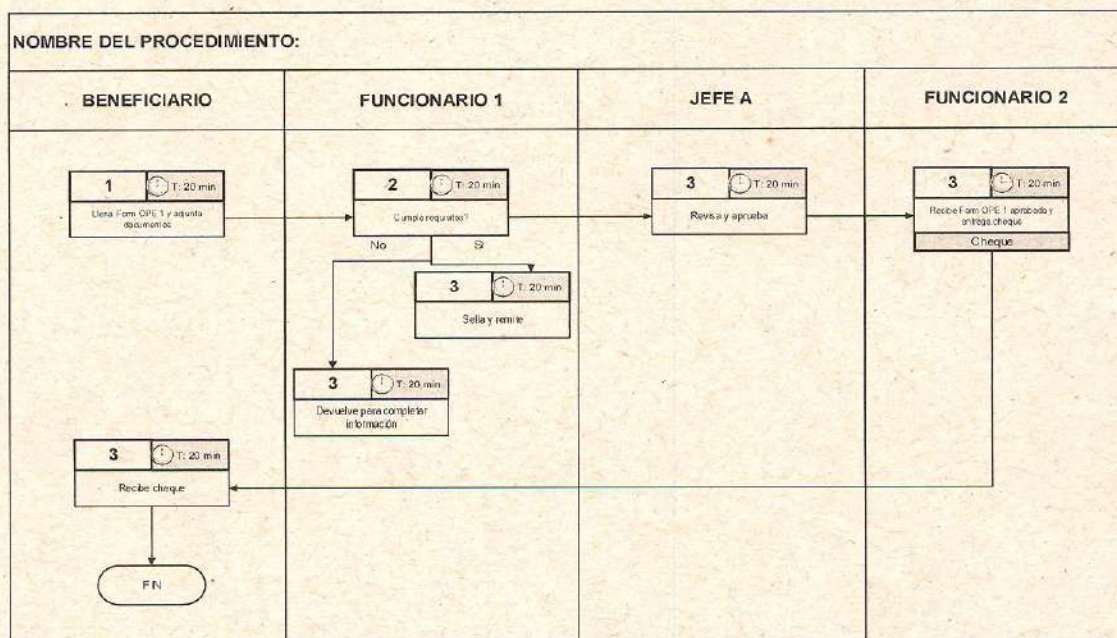 NOMBRE DEL PROCEDIMIENTO:
BENEFICIARIO
FUNCIONARIO 1
JEFE A
FUNCIONARIO 2
1 T: 20 min
Llena Form OPE 1 y adjunta
documentos
2 T: 20 min
Cumple requisitos?
No Si
3 T: 20 min
Sella y remite
3 T: 20 min
Devuelve para completar
información
3 T: 20 min
Revisa y aprueba
3 T: 20 min
Recibe Form OPE 1 aprobado y
entrega cheque
Cheque
3 T: 20 min
Recibe cheque
FIN